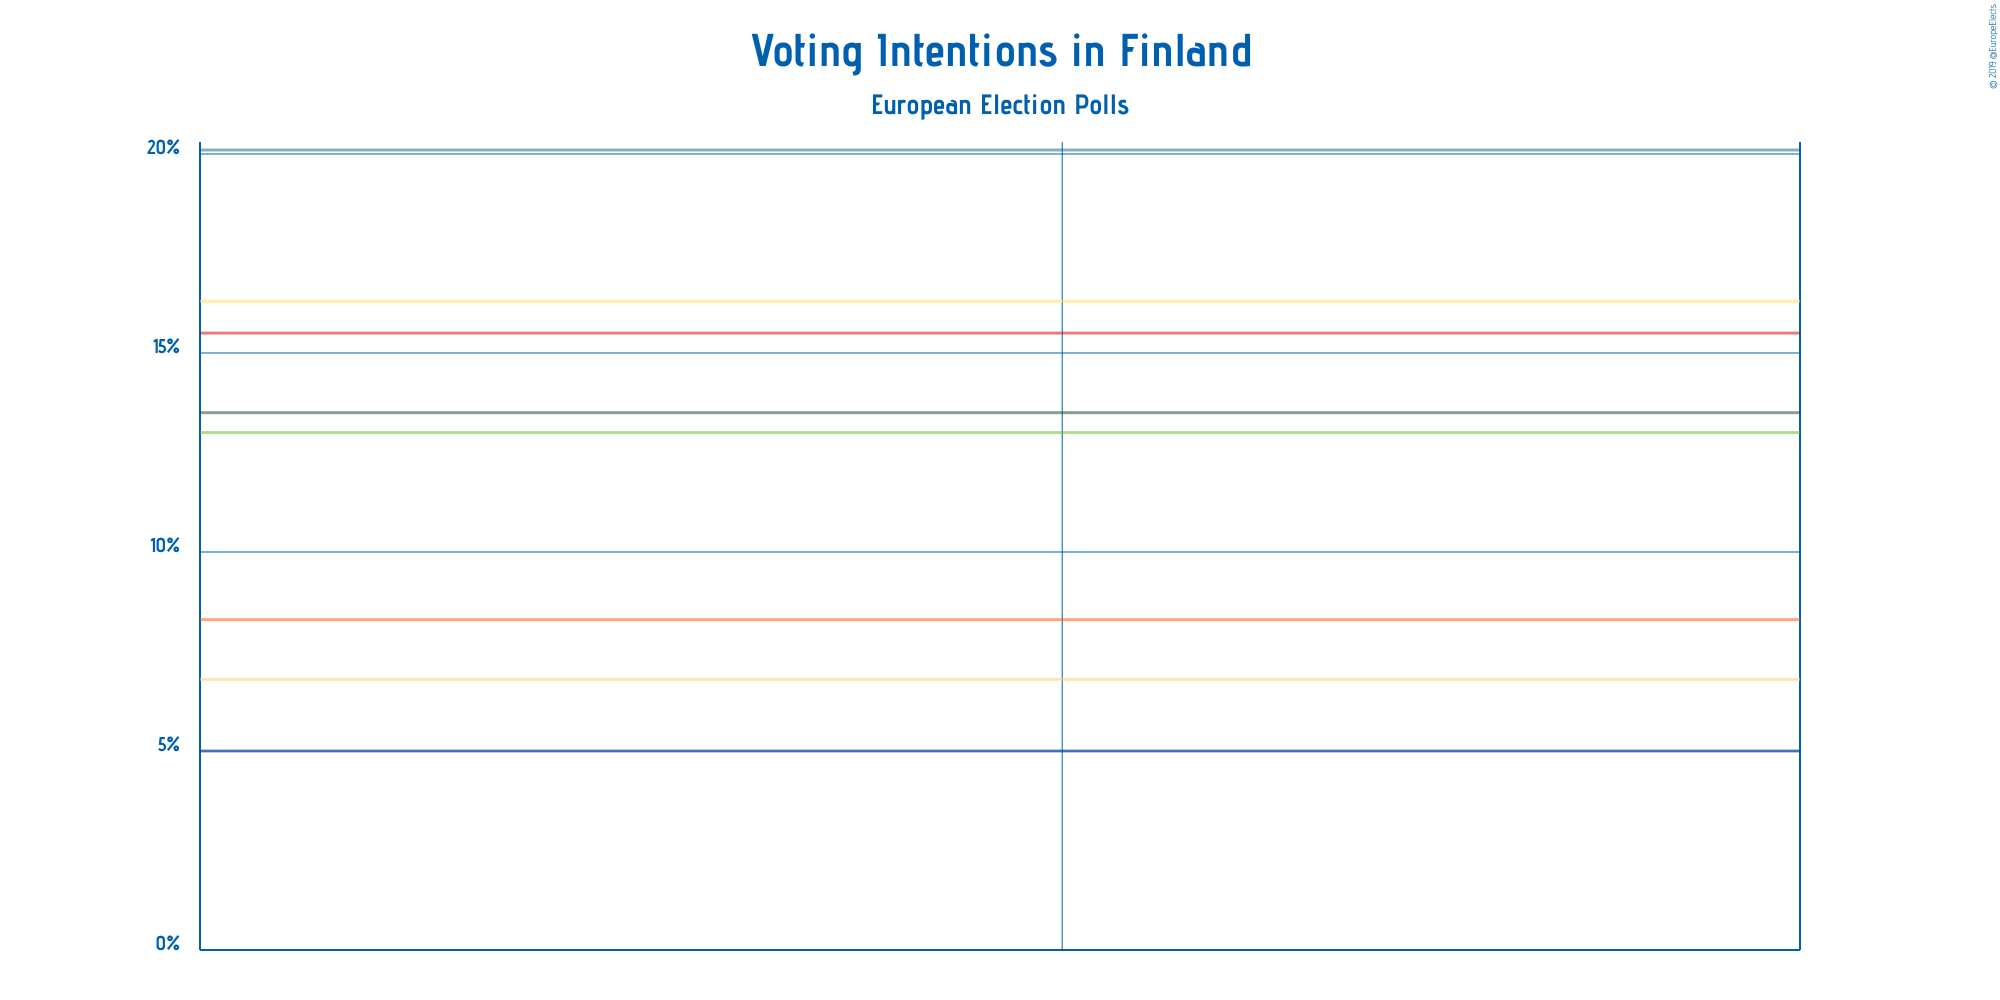 Voting Intentions in Finland
European Election Polls
© 2019 @EuropeElects
20%
15%
10%
5%
0%